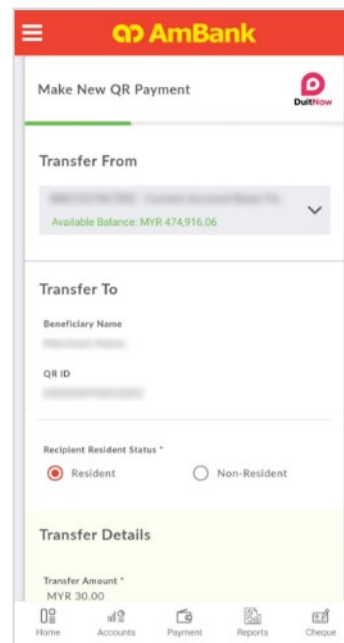 AmBank
Make New QR Payment
DuitNow
Transfer From
Available Balance: MYR 474,916.06
Transfer To
Beneficiary Name
QR ID
Recipient Resident Status *
Resident Non-Resident
Transfer Details
Transfer Amount *
MYR 30.00
Home Accounts Payment Reports Cheque